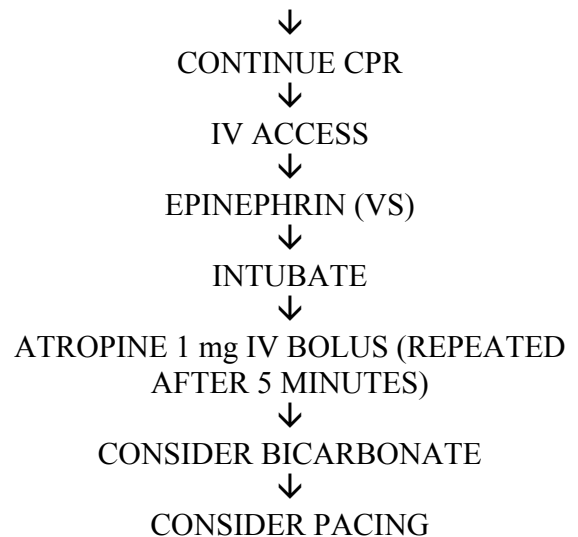 ↓
CONTINUE CPR
↓
IV ACCESS
↓
EPINEPHRIN (VS)
↓
INTUBATE
↓
ATROPINE 1 mg IV BOLUS (REPEATED
AFTER 5 MINUTES)
↓
CONSIDER BICARBONATE
↓
CONSIDER PACING